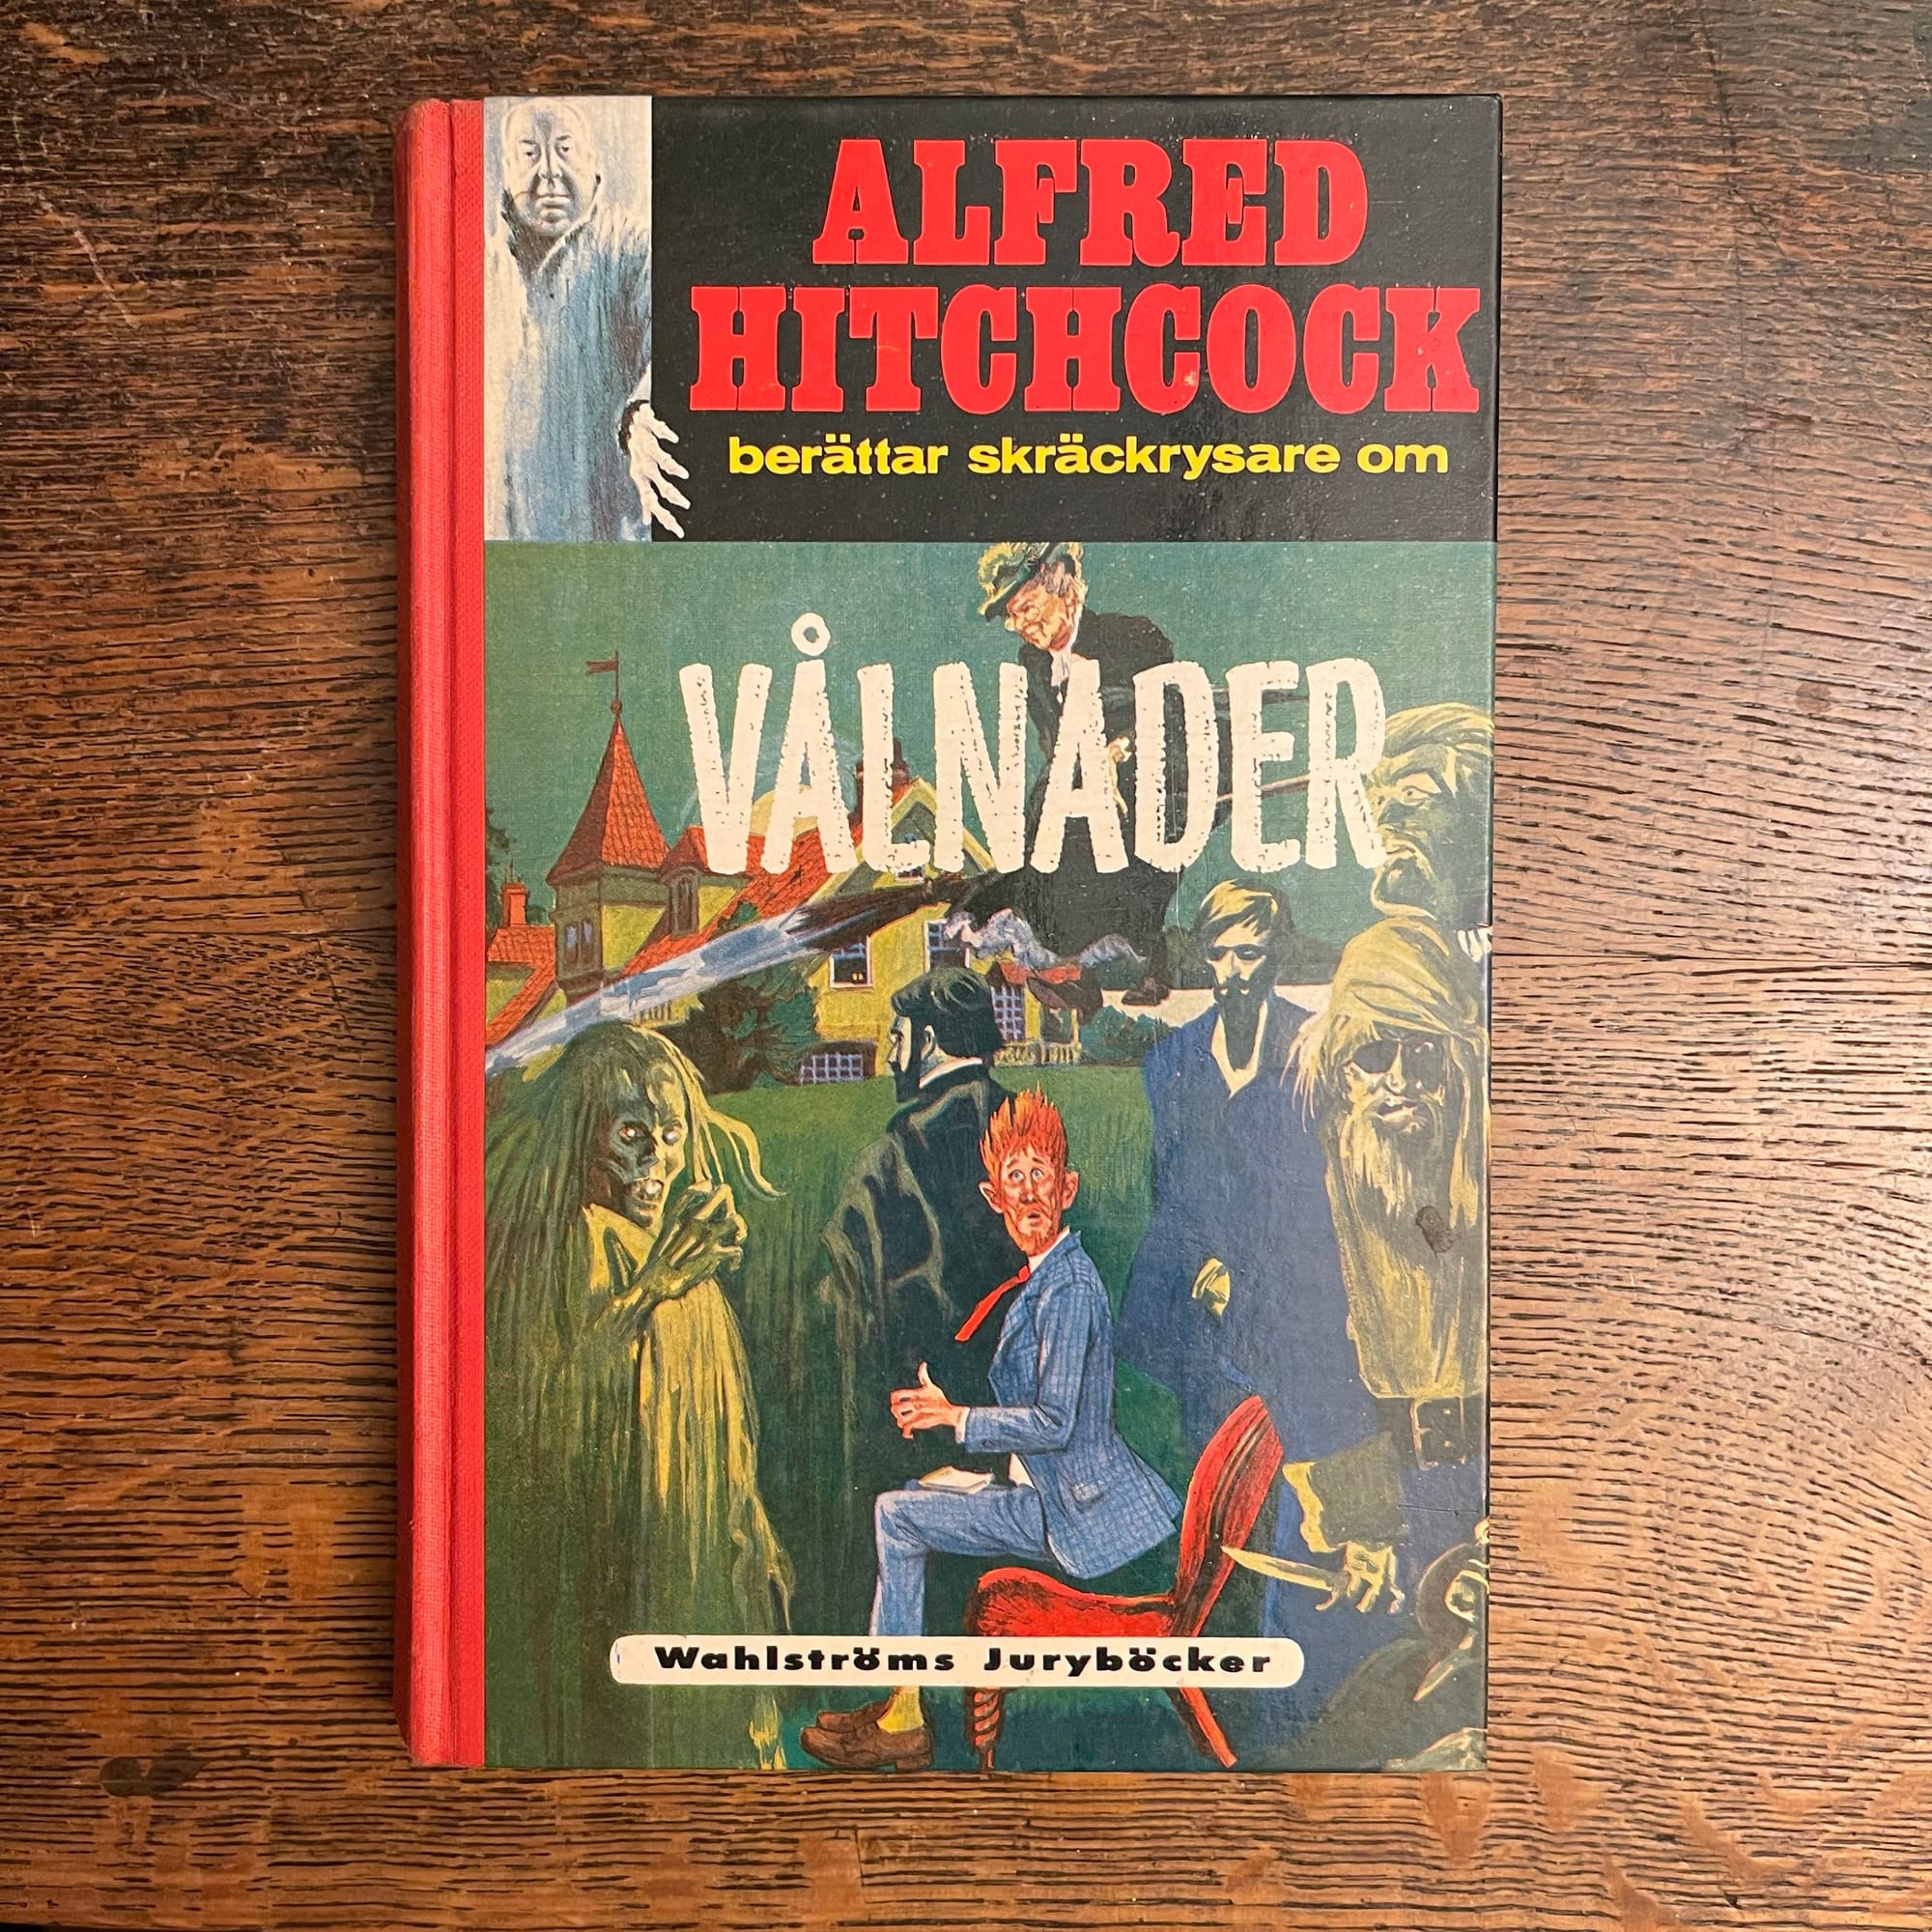 ALFRED
HITCHCOCK
berättar skräckrysare om
VÅLNADER
Wahlströms Juryböcker